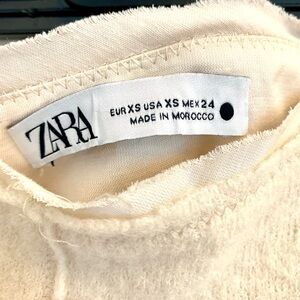 ZARA
EUR XS USA XS MEX 24
MADE IN MOROCCO